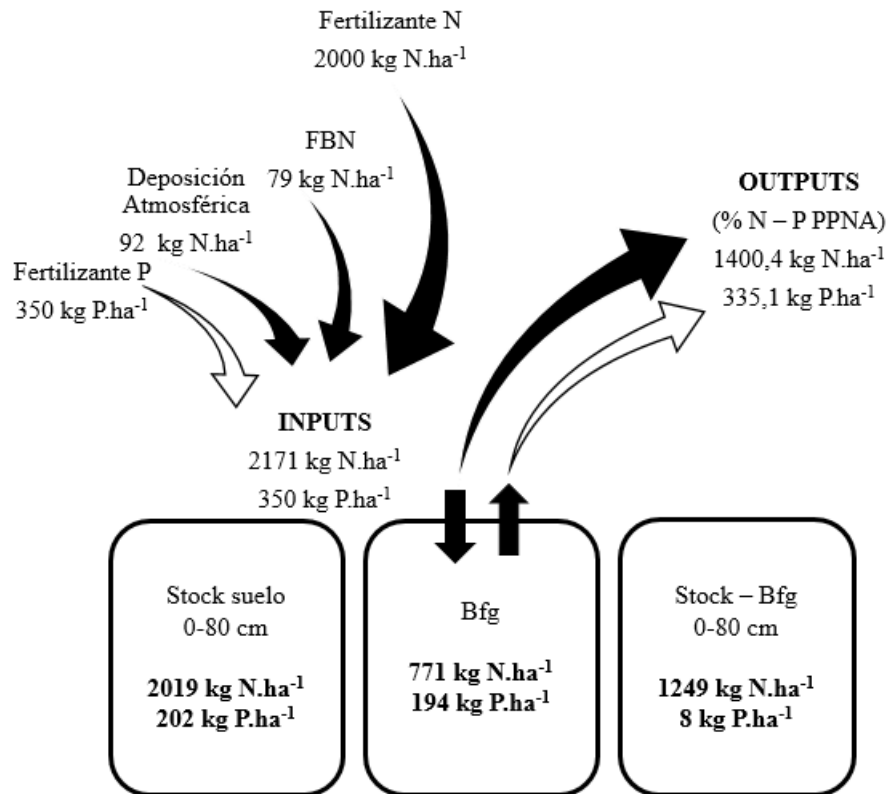 Fertilizante N
2000 kg N.ha⁻¹
FBN
79 kg N.ha⁻¹
Deposición
Atmosférica
92 kg N.ha⁻¹
Fertilizante P
350 kg P.ha⁻¹
OUTPUTS
(% N – P PPNA)
1400,4 kg N.ha⁻¹
335,1 kg P.ha⁻¹
INPUTS
2171 kg N.ha⁻¹
350 kg P.ha⁻¹
Stock suelo
0-80 cm
2019 kg N.ha⁻¹
202 kg P.ha⁻¹
Bfg
771 kg N.ha⁻¹
194 kg P.ha⁻¹
Stock – Bfg
0-80 cm
1249 kg N.ha⁻¹
8 kg P.ha⁻¹